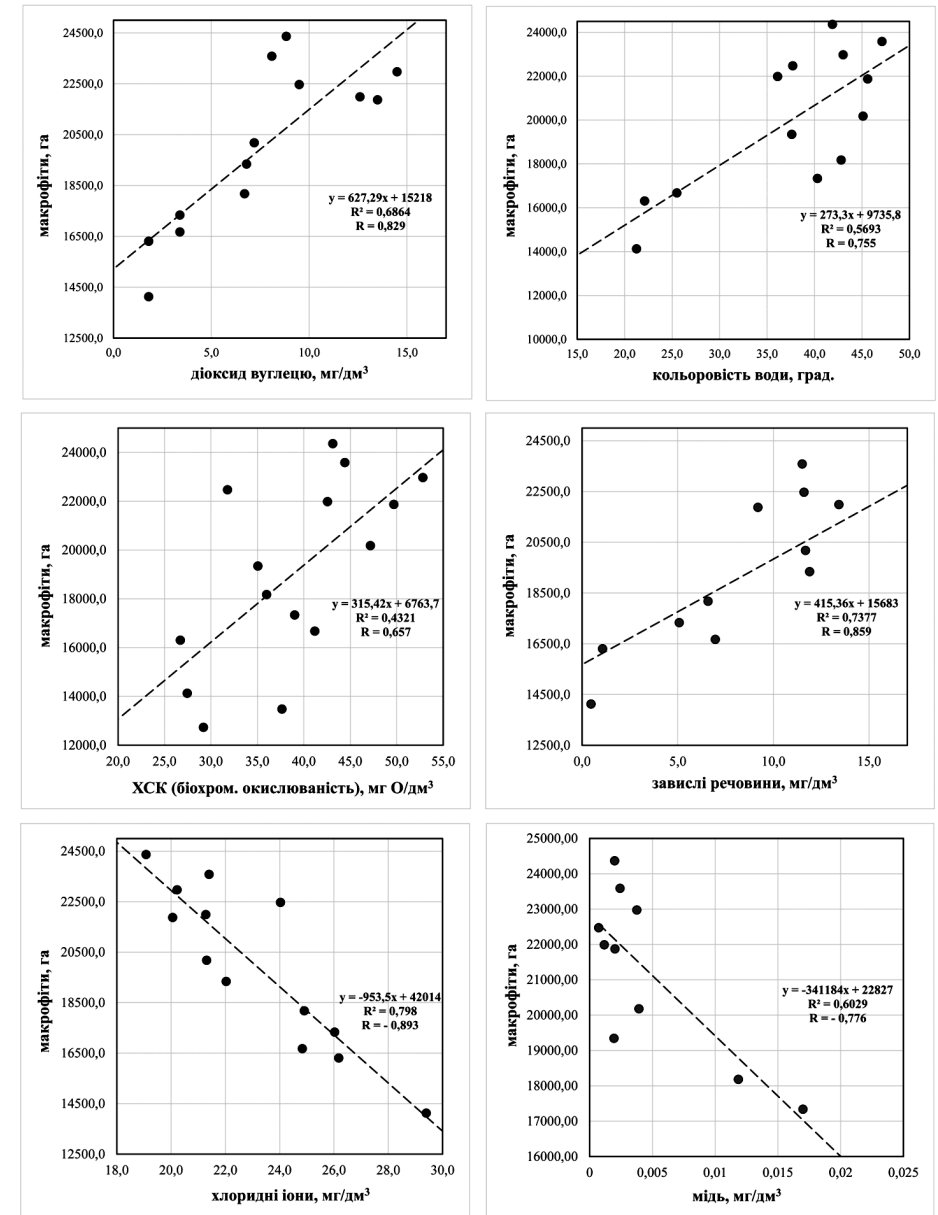 24500,0
22500,0
20500,0
18500,0
16500,0
14500,0
12500,0
макрофіти, га
y = 627,29x + 15218
R² = 0,6864
R = 0,829
0,0 5,0 10,0 15,0
діоксид вуглецю, мг/дм³
24000,0
22000,0
20000,0
18000,0
16000,0
14000,0
12000,0
10000,0
макрофіти, га
y = 273,3x + 9735,8
R² = 0,5693
R = 0,755
15,0 20,0 25,0 30,0 35,0 40,0 45,0 50,0
кольоровість води, град.
24000,0
22000,0
20000,0
18000,0
16000,0
14000,0
12000,0
макрофіти, га
y = 315,42x + 6763,7
R² = 0,4321
R = 0,657
20,0 25,0 30,0 35,0 40,0 45,0 50,0 55,0
ХСК (біохром. окислюваність), мг О/дм³
24500,0
22500,0
20500,0
18500,0
16500,0
14500,0
12500,0
макрофіти, га
y = 415,36x + 15683
R² = 0,7377
R = 0,859
0,0 5,0 10,0 15,0
завислі речовини, мг/дм³
24500,0
22500,0
20500,0
18500,0
16500,0
14500,0
12500,0
макрофіти, га
y = -953,5x + 42014
R² = 0,798
R = - 0,893
18,0 20,0 22,0 24,0 26,0 28,0 30,0
хлоридні іони, мг/дм³
25000,00
24000,00
23000,00
22000,00
21000,00
20000,00
19000,00
18000,00
17000,00
16000,00
макрофіти, га
y = -341184x + 22827
R² = 0,6029
R = - 0,776
0 0,005 0,01 0,015 0,02 0,025
мідь, мг/дм³